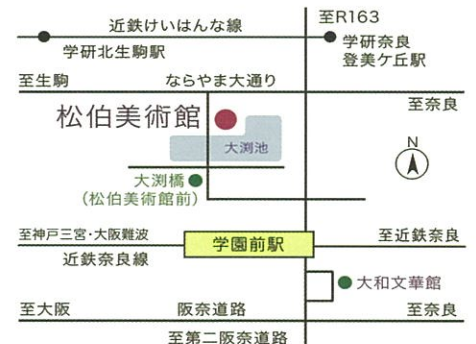 至R163
近鉄けいはんな線
学研北生駒駅
学研奈良
登美ケ丘駅
至生駒
ならやま大通り
至奈良
松伯美術館
大渕池
N
大渕橋
(松伯美術館前)
至神戸三宮・大阪難波
学園前駅
至近鉄奈良
近鉄奈良線
大和文華館
至大阪
阪奈道路
至奈良
至第二阪奈道路